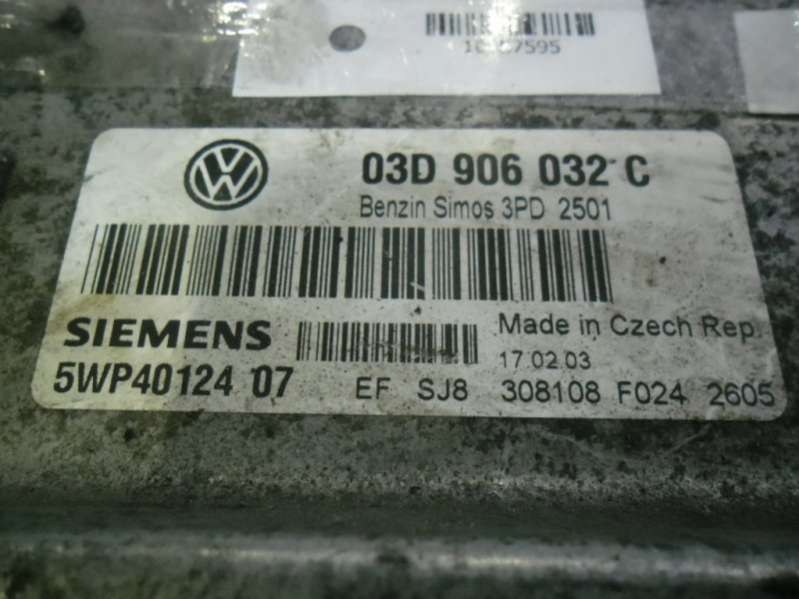 03D 906 032 C
Benzin Simos 3PD 2501
SIEMENS
Made in Czech Rep.
17 02 03
5WP40124 07
EF SJ8 308108 F024 2605